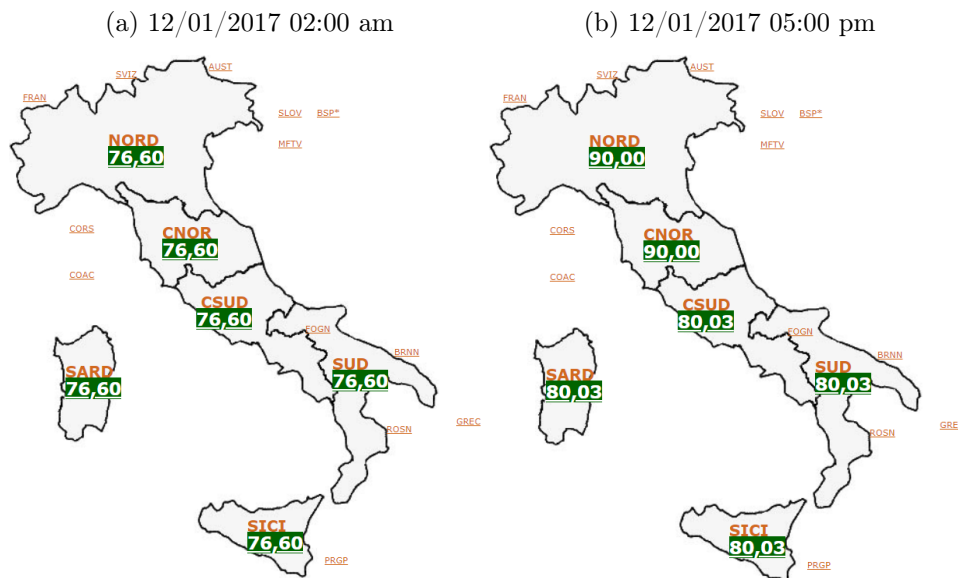 (a) 12/01/2017 02:00 am
AUST
SVIZ
FRAN
SLOV BSP*
NORD
MFTV
76,60
CORS
CNOR
76,60
COAC
CSUD
76,60
FOGN
BRNN
SARD
SUD
76,60
76,60
GREC
ROSN
SICI
76,60
PRGP
(b) 12/01/2017 05:00 pm
AUST
SVIZ
FRAN
SLOV BSP*
NORD
MFTV
90,00
CORS
CNOR
90,00
COAC
CSUD
80,03
FOGN
BRNN
SARD
SUD
80,03
80,03
GRE
ROSN
SICI
80,03
PRGP